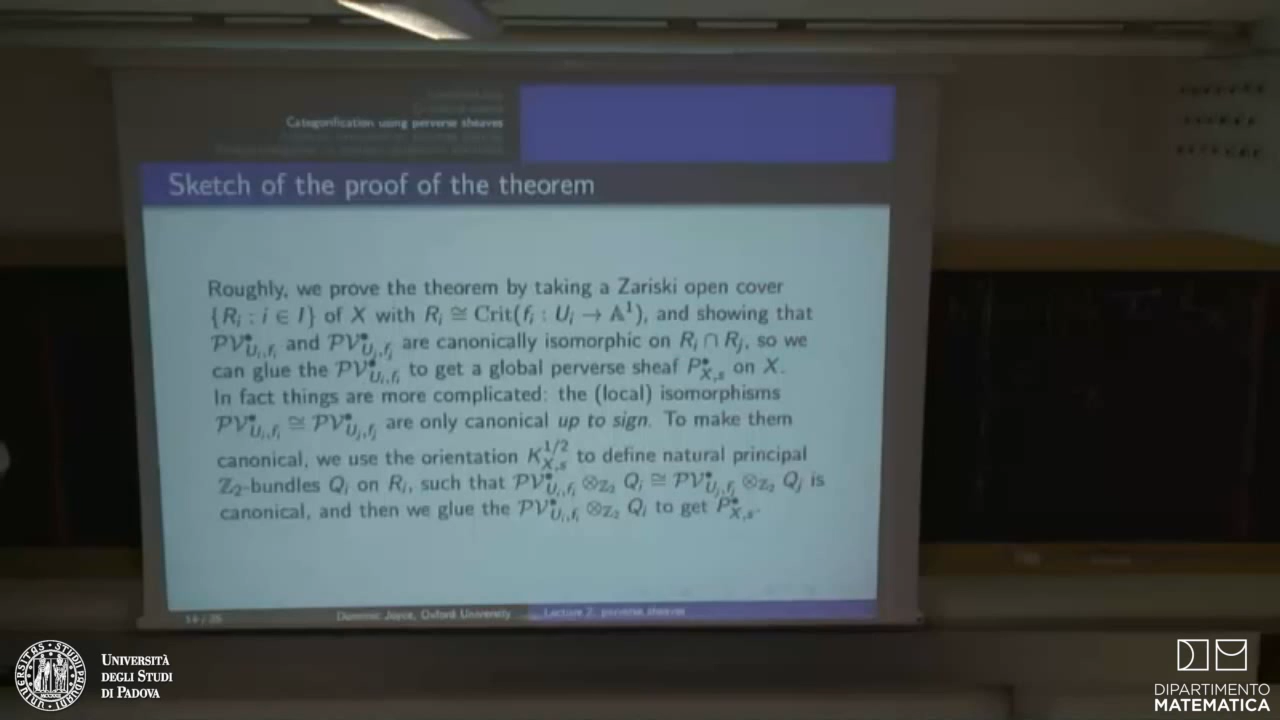 Categorification using perverse sheaves
Sketch of the proof of the theorem
Roughly, we prove the theorem by taking a Zariski open cover
{R_i : i ∈ I} of X with R_i ≅ Crit(f_i : U_i → 𝔸¹), and showing that
𝒫𝒱^•_{U_i,f_i} and 𝒫𝒱^•_{U_j,f_j} are canonically isomorphic on R_i ∩ R_j, so we
can glue the 𝒫𝒱^•_{U_i,f_i} to get a global perverse sheaf P^•_{X,s} on X.
In fact things are more complicated: the (local) isomorphisms
𝒫𝒱^•_{U_i,f_i} ≅ 𝒫𝒱^•_{U_j,f_j} are only canonical up to sign. To make them
canonical, we use the orientation K^{1/2}_{X,s} to define natural principal
ℤ₂-bundles Q_i on R_i, such that 𝒫𝒱^•_{U_i,f_i} ⊗_{ℤ₂} Q_i ≅ 𝒫𝒱^•_{U_j,f_j} ⊗_{ℤ₂} Q_j is
canonical, and then we glue the 𝒫𝒱^•_{U_i,f_i} ⊗_{ℤ₂} Q_i to get P^•_{X,s}.
Dominic Joyce, Oxford University
perverse sheaves
UNIVERSITÀ
DEGLI STUDI
DI PADOVA
DIPARTIMENTO
MATEMATICA